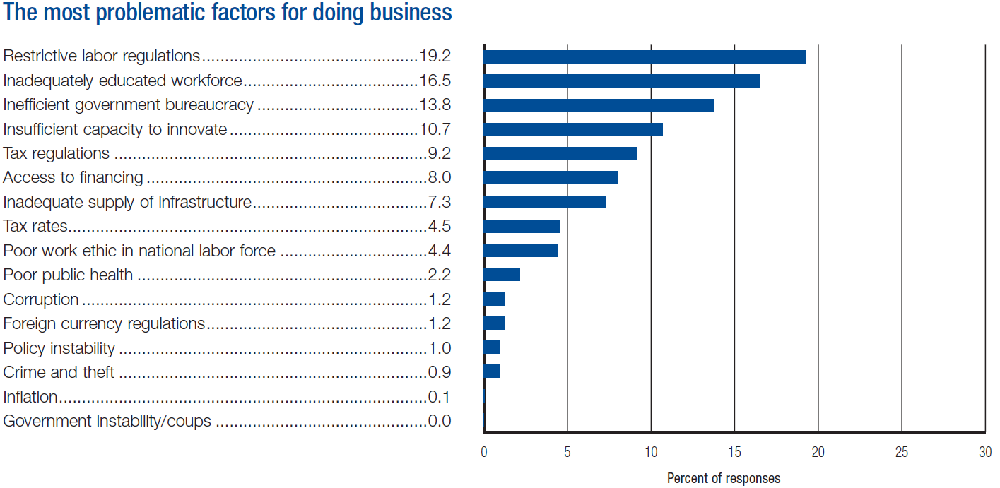 The most problematic factors for doing business
Restrictive labor regulations..........................................19.2
Inadequately educated workforce..................................16.5
Inefficient government bureaucracy ...............................13.8
Insufficient capacity to innovate.....................................10.7
Tax regulations .............................................................9.2
Access to financing.......................................................8.0
Inadequate supply of infrastructure..................................7.3
Tax rates......................................................................4.5
Poor work ethic in national labor force ............................4.4
Poor public health ........................................................2.2
Corruption...................................................................1.2
Foreign currency regulations...........................................1.2
Policy instability ............................................................1.0
Crime and theft ............................................................0.9
Inflation........................................................................0.1
Government instability/coups .........................................0.0
0 5 10 15 20 25 30
Percent of responses